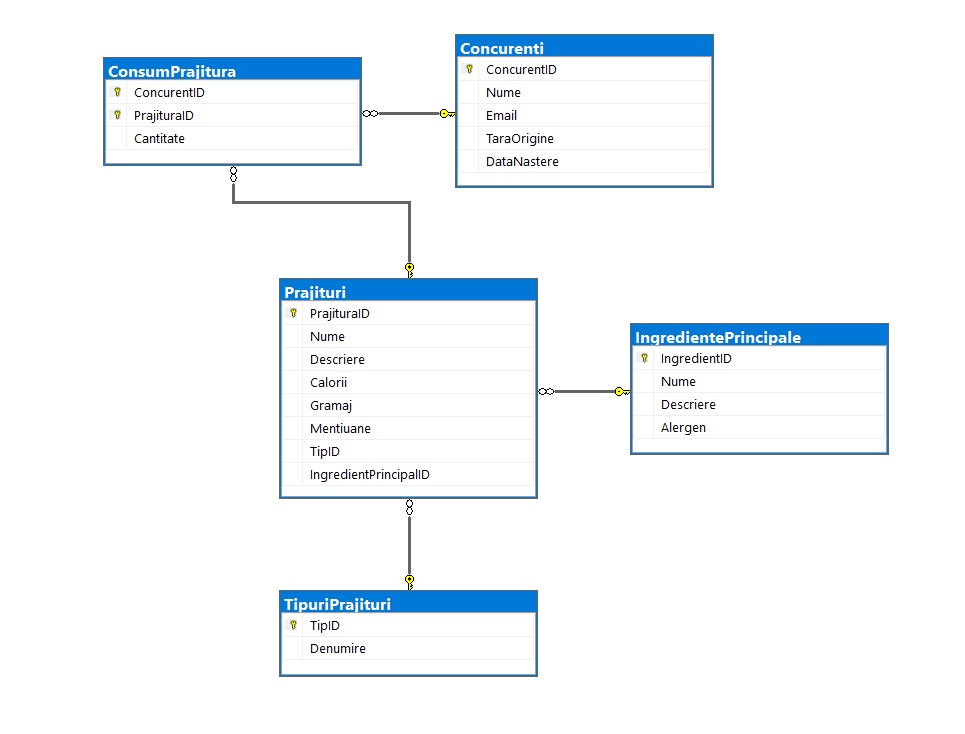 ConsumPrajitura
ConcurentID
PrajituraID
Cantitate
Concurenti
ConcurentID
Nume
Email
TaraOrigine
DataNastere
Prajituri
PrajituraID
Nume
Descriere
Calorii
Gramaj
Mentiuane
TipID
IngredientPrincipalID
IngredientePrincipale
IngredientID
Nume
Descriere
Alergen
TipuriPrajituri
TipID
Denumire